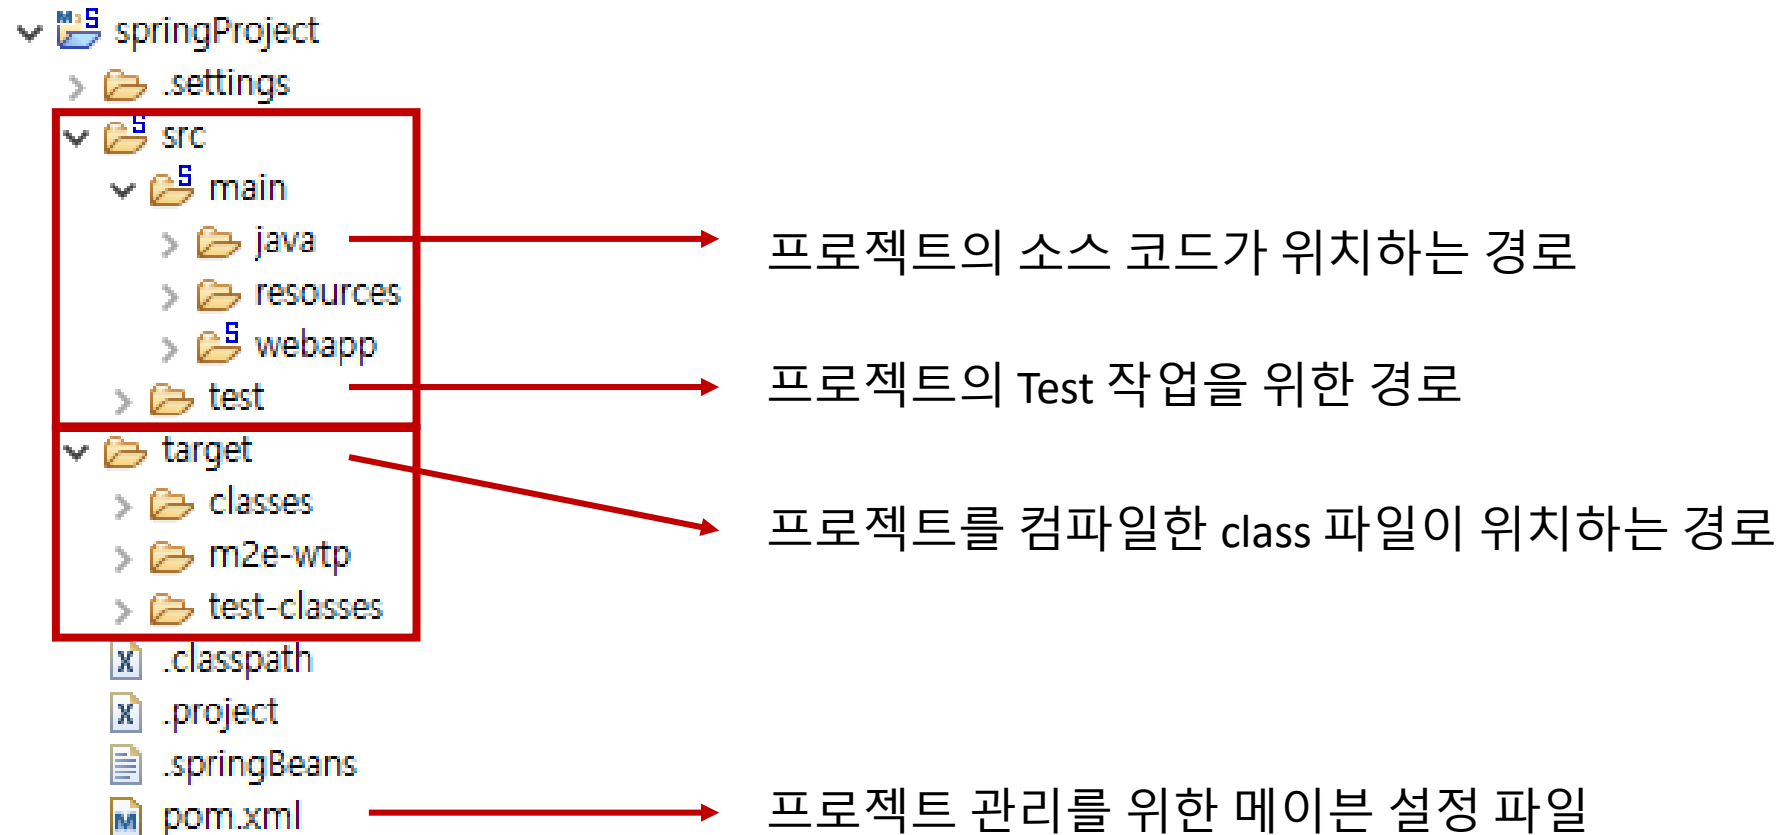 springProject
.settings
src
main
java
프로젝트의 소스 코드가 위치하는 경로
resources
webapp
test
프로젝트의 Test 작업을 위한 경로
target
classes
프로젝트를 컴파일한 class 파일이 위치하는 경로
m2e-wtp
test-classes
.classpath
.project
.springBeans
pom.xml
프로젝트 관리를 위한 메이븐 설정 파일